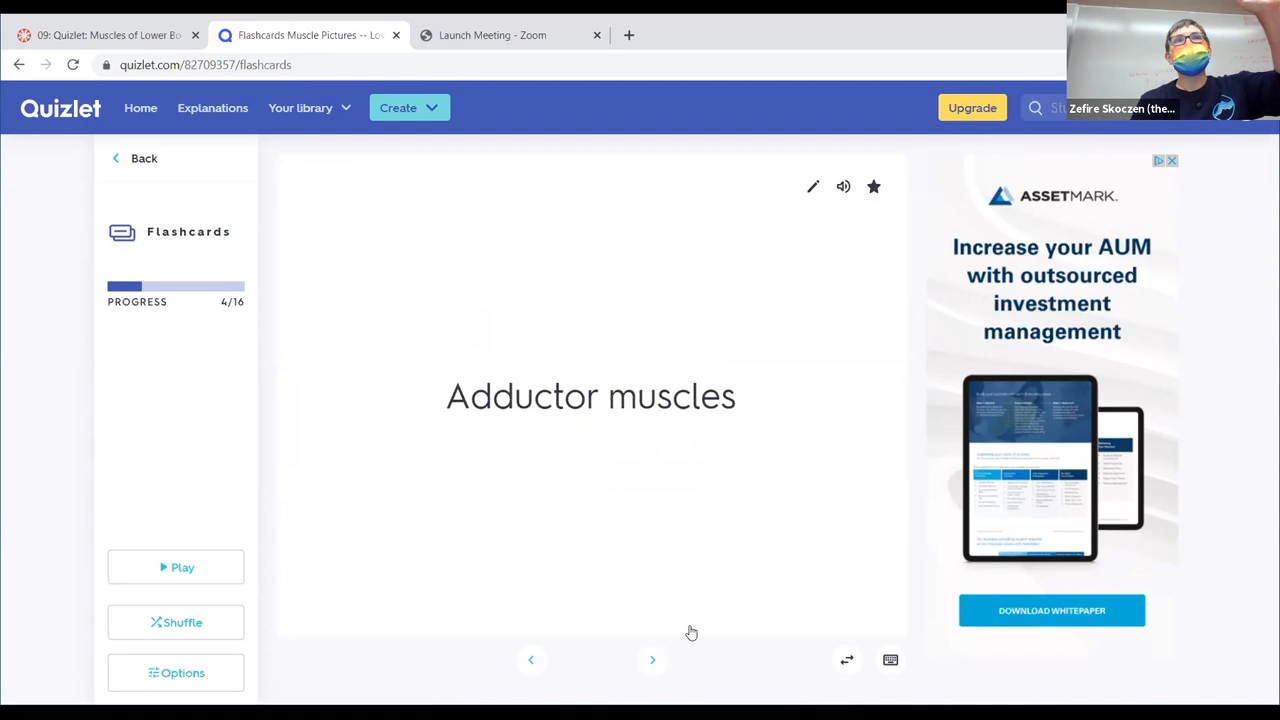 09: Quizlet: Muscles of Lower Bo
Flashcards Muscle Pictures -- Lov
Launch Meeting - Zoom
quizlet.com/82709357/flashcards
Quizlet
Home
Explanations
Your library
Create
Upgrade
Zefire Skoczen (the...
Back
Flashcards
PROGRESS 4/16
Adductor muscles
Play
Shuffle
Options
ASSETMARK.
Increase your AUM
with outsourced
investment
management
DOWNLOAD WHITEPAPER